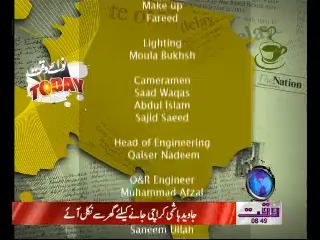 Make up
Fareed
Lighting
Moula Bukhsh
Cameramen
Saad Waqas
Abdul Islam
Sajid Saeed
Head of Engineering
Qaiser Nadeem
Q&R Engineer
Muhammad Afzal
Saneem Ullah
TODAY
The Nation
جاوید ہاشمی کراچی جانے کیلئے گھر سے نکل آئے
وقت
08:49